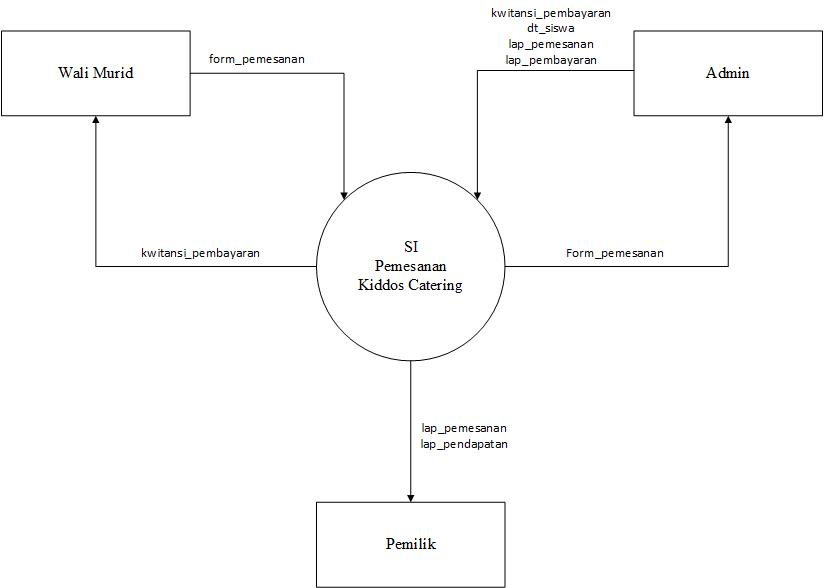 kwitansi_pembayaran
dt_siswa
lap_pemesanan
lap_pembayaran
Wali Murid
form_pemesanan
Admin
kwitansi_pembayaran
SI
Pemesanan
Kiddos Catering
Form_pemesanan
lap_pemesanan
lap_pendapatan
Pemilik